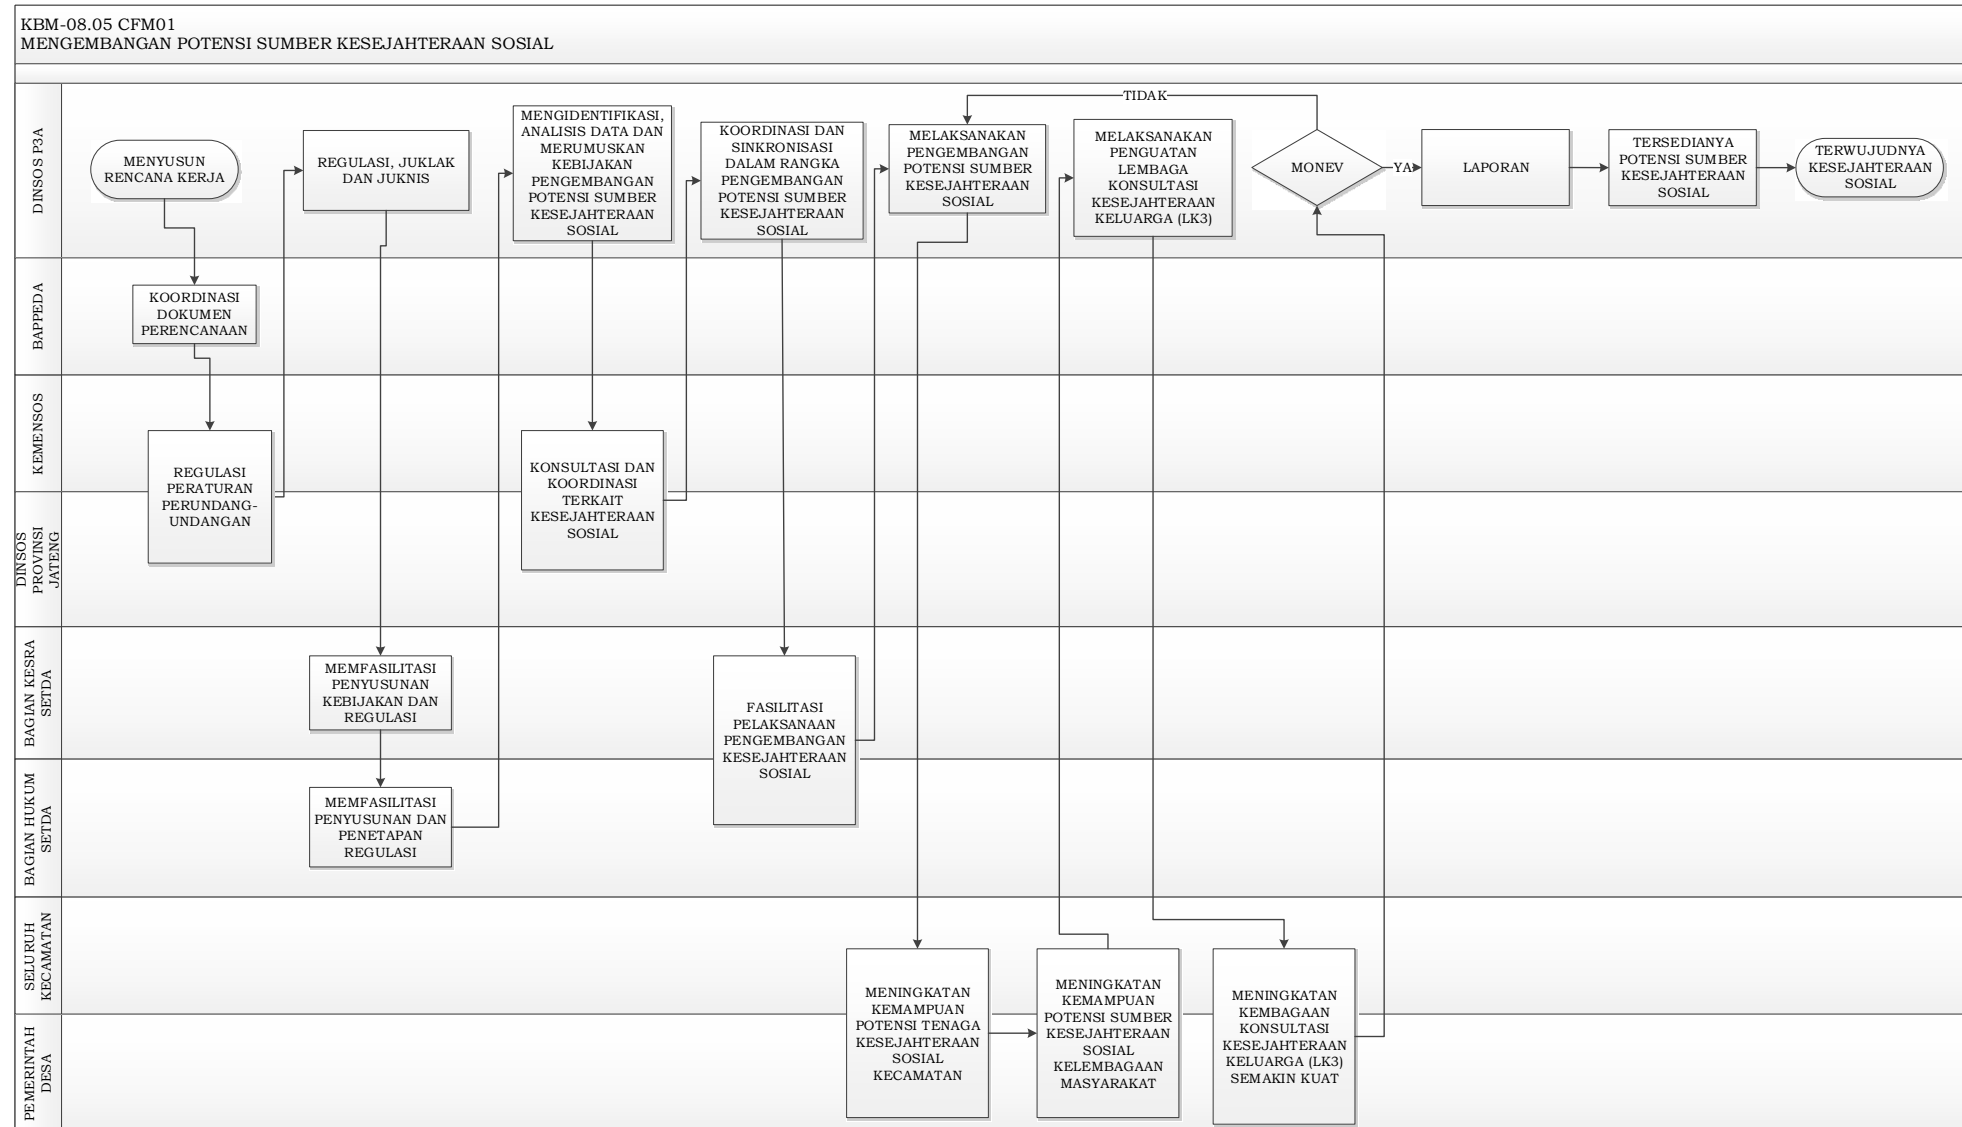 KBM-08.05 CFM01
MENGEMBANGAN POTENSI SUMBER KESEJAHTERAAN SOSIAL
DINSOS P3A
MENYUSUN
RENCANA KERJA
REGULASI, JUKLAK
DAN JUKNIS
MENGIDENTIFIKASI,
ANALISIS DATA DAN
MERUMUSKAN
KEBIJAKAN
PENGEMBANGAN
POTENSI SUMBER
KESEJAHTERAAN
SOSIAL
KOORDINASI DAN
SINKRONISASI
DALAM RANGKA
PENGEMBANGAN
POTENSI SUMBER
KESEJAHTERAAN
SOSIAL
TIDAK
MELAKSANAKAN
PENGEMBANGAN
POTENSI SUMBER
KESEJAHTERAAN
SOSIAL
MELAKSANAKAN
PENGUATAN
LEMBAGA
KONSULTASI
KESEJAHTERAAN
KELUARGA (LK3)
MONEV
YA
LAPORAN
TERSEDIANYA
POTENSI SUMBER
KESEJAHTERAAN
SOSIAL
TERWUJUDNYA
KESEJAHTERAAN
SOSIAL
BAPPEDA
KOORDINASI
DOKUMEN
PERENCANAAN
KEMENSOS
REGULASI
PERATURAN
PERUNDANG-
UNDANGAN
KONSULTASI DAN
KOORDINASI
TERKAIT
KESEJAHTERAAN
SOSIAL
DINSOS
PROVINSI
JATENG
BAGIAN KESRA
SETDA
MEMFASILITASI
PENYUSUNAN
KEBIJAKAN DAN
REGULASI
FASILITASI
PELAKSANAAN
PENGEMBANGAN
KESEJAHTERAAN
SOSIAL
BAGIAN HUKUM
SETDA
MEMFASILITASI
PENYUSUNAN DAN
PENETAPAN
REGULASI
SELURUH
KECAMATAN
MENINGKATAN
KEMAMPUAN
POTENSI TENAGA
KESEJAHTERAAN
SOSIAL
KECAMATAN
MENINGKATAN
KEMAMPUAN
POTENSI SUMBER
KESEJAHTERAAN
SOSIAL
KELEMBAGAAN
MASYARAKAT
MENINGKATAN
KEMBAGAAN
KONSULTASI
KESEJAHTERAAN
KELUARGA (LK3)
SEMAKIN KUAT
PEMERINTAH
DESA